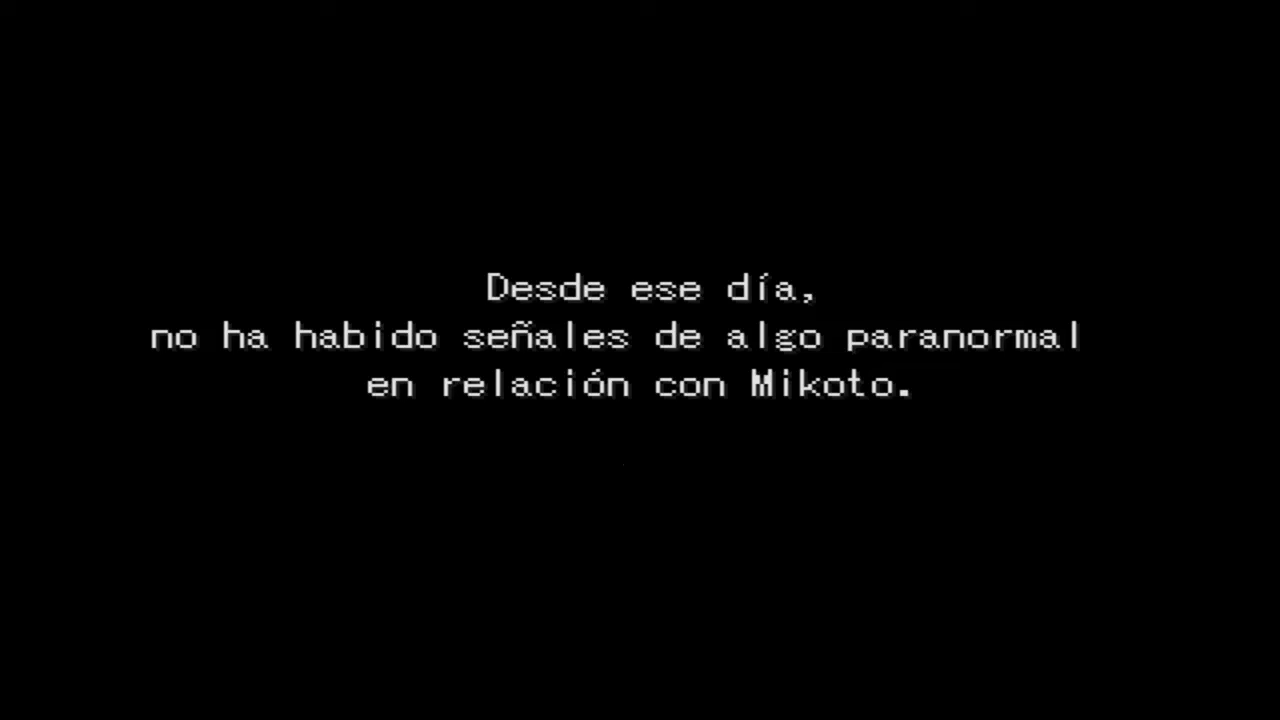 Desde ese día,
no ha habido señales de algo paranormal
en relación con Mikoto.